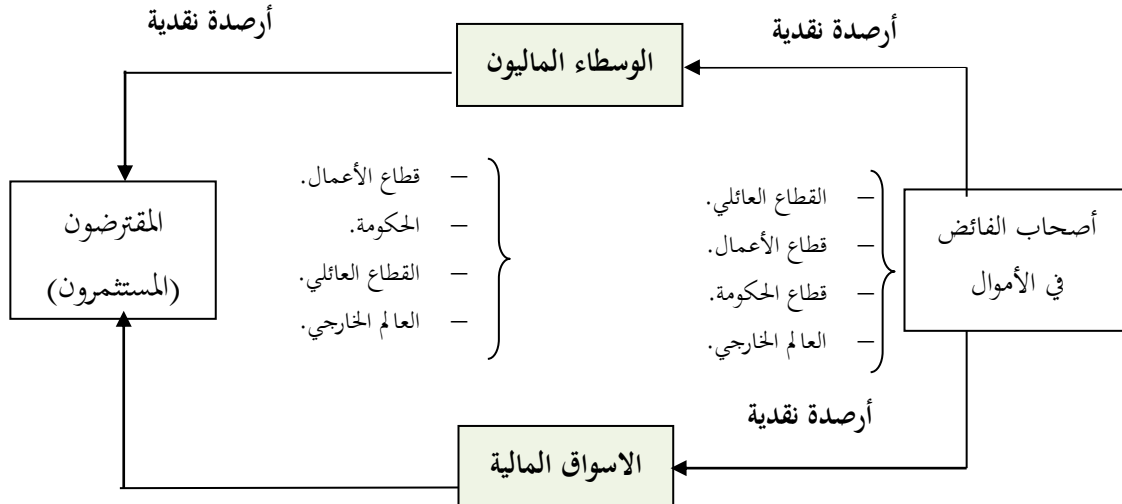 أرصدة نقدية
أرصدة نقدية
الوسطاء الماليون
أصحاب الفائض
في الأموال
– القطاع العائلي.
– قطاع الأعمال.
– قطاع الحكومة.
– العالم الخارجي.
– قطاع الأعمال.
– الحكومة.
– القطاع العائلي.
– العالم الخارجي.
المقترضون
(المستثمرون)
أرصدة نقدية
الاسواق المالية